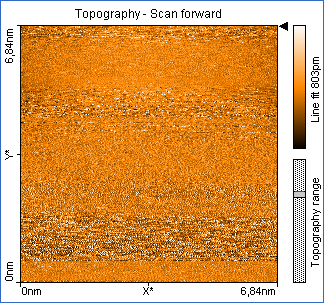 Topography - Scan forward
6,84nm
Y*
0nm
0nm
X*
6,84nm
Line fit 803pm
Topography range